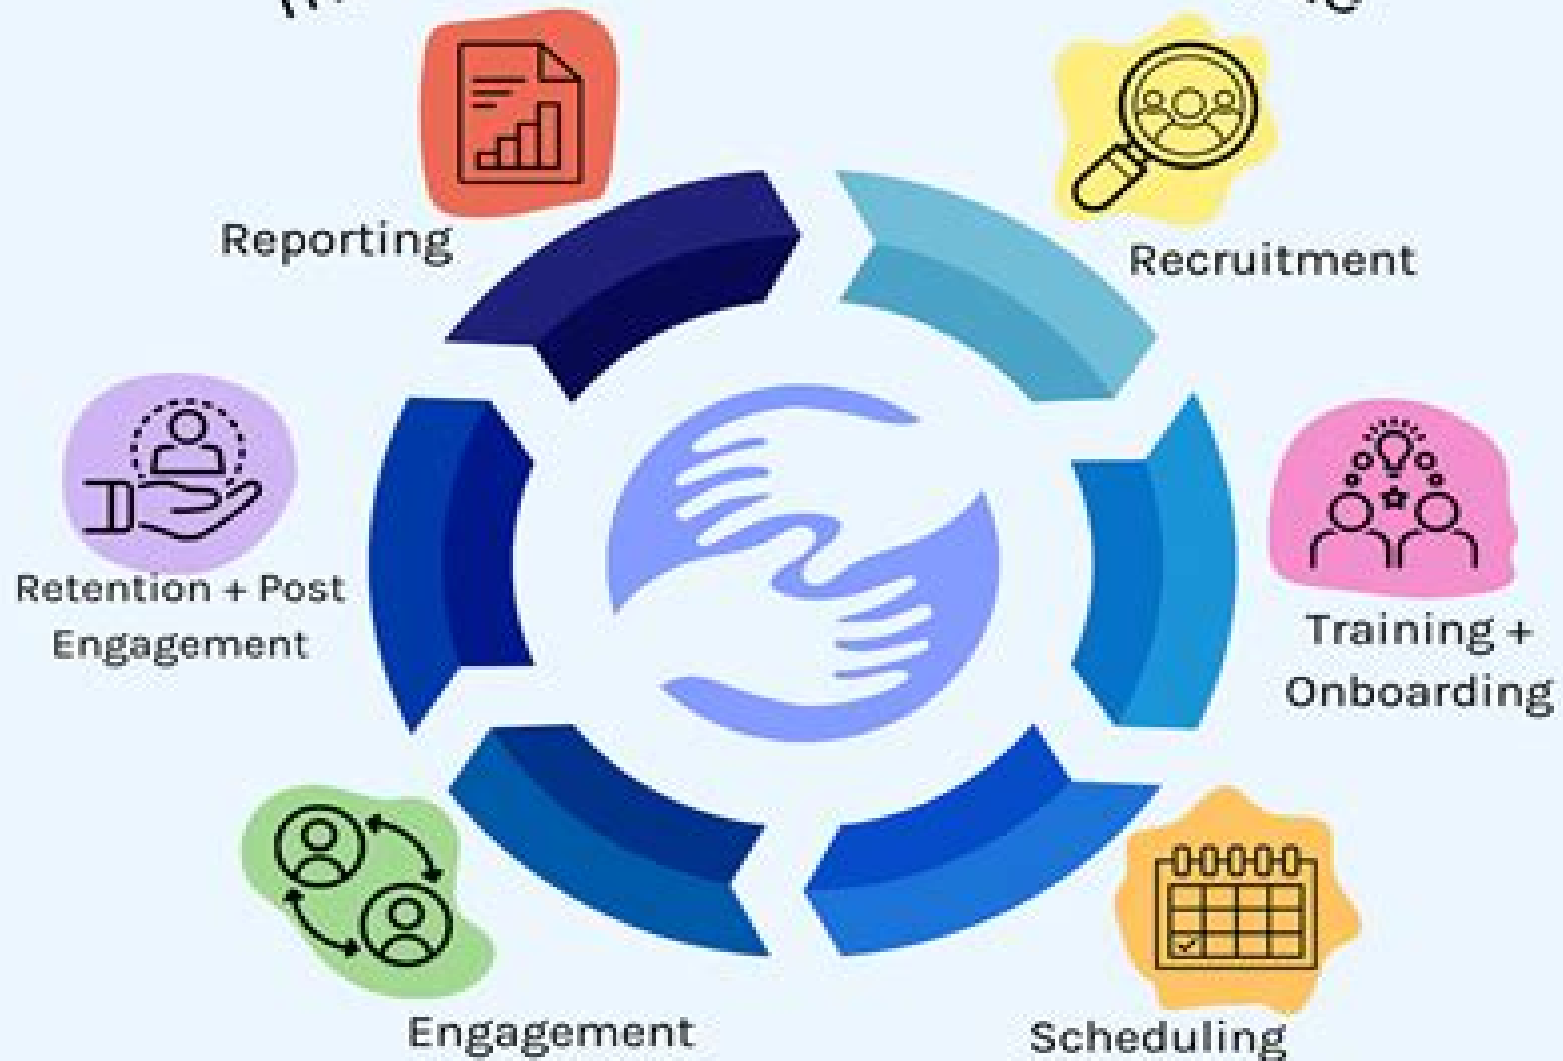 Reporting
Recruitment
Retention + Post
Engagement
Training +
Onboarding
Engagement
Scheduling